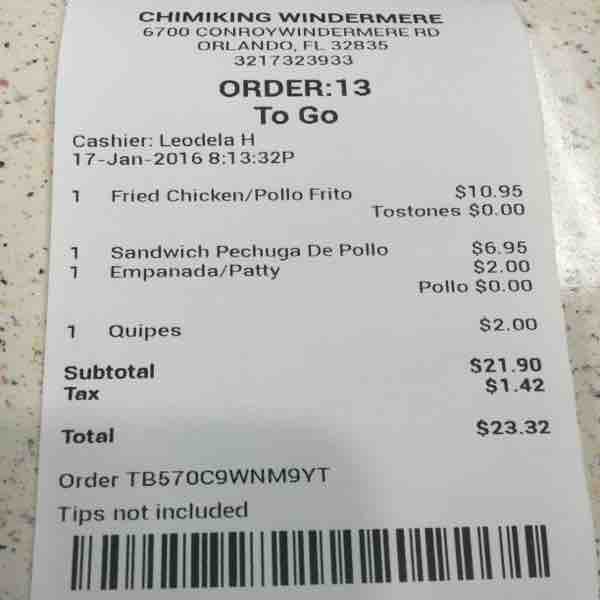 CHIMIKING WINDERMERE
6700 CONROYWINDERMERE RD
ORLANDO, FL 32835
3217323933
ORDER:13
To Go
Cashier: Leodela H
17-Jan-2016 8:13:32P
1 Fried Chicken/Pollo Frito $10.95
Tostones $0.00
1 Sandwich Pechuga De Pollo $6.95
1 Empanada/Patty $2.00
Pollo $0.00
1 Quipes $2.00
Subtotal $21.90
Tax $1.42
Total $23.32
Order TB570C9WNM9YT
Tips not included